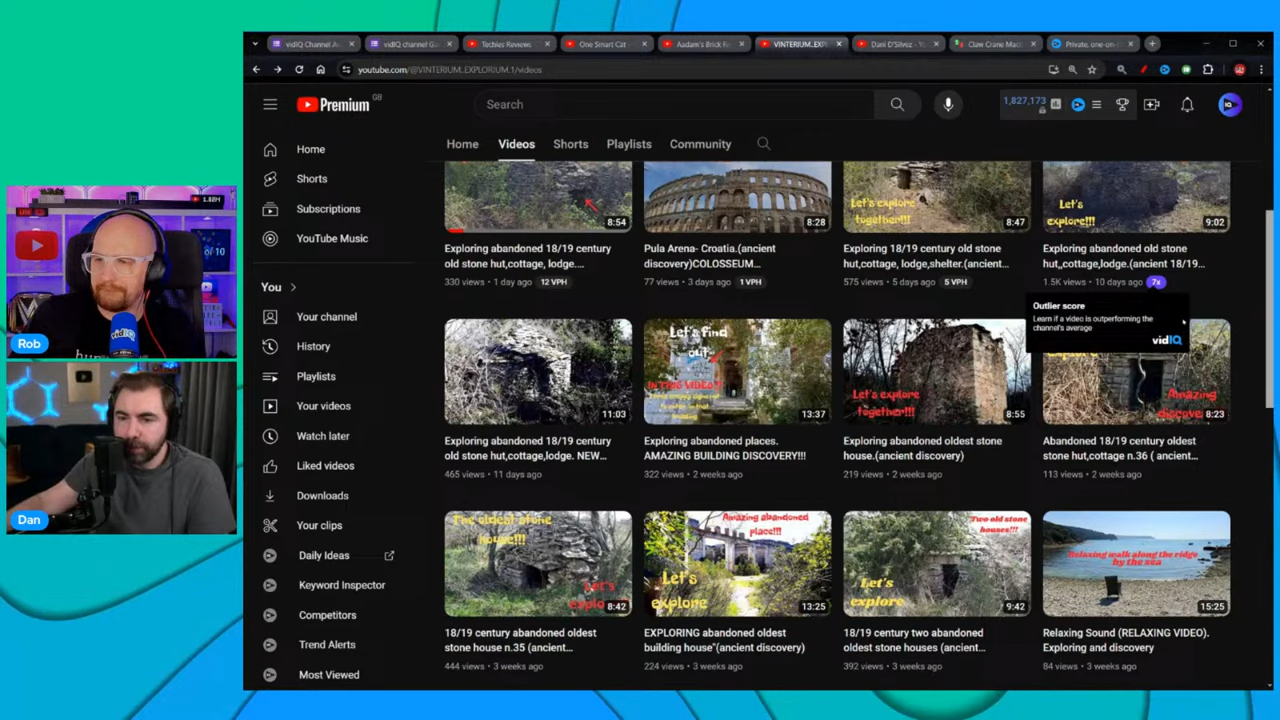 vidIQ Channel Au
vidIQ channel Ga
Techies Reviews
One Smart Cat
Aadam's Brick F
VINTERIUM_EXPL
Dani D'Silvez - Yo
Claw Crane Mac
Private, one-on-
youtube.com/@VINTERIUM_EXPLORIUM.1/videos
Premium GB
Search
1,827,173
Home
Videos
Shorts
Playlists
Community
Home
Shorts
Subscriptions
YouTube Music
You
Your channel
History
Playlists
Your videos
Watch later
Liked videos
Downloads
Your clips
Daily Ideas
Keyword Inspector
Competitors
Trend Alerts
Most Viewed
8:54
Exploring abandoned 18/19 century
old stone hut,cottage, lodge....
330 views • 1 day ago 12 VPH
8:28
Pula Arena- Croatia.(ancient
discovery)COLOSSEUM...
77 views • 3 days ago 1 VPH
Let's explore
together!!!
8:47
Exploring 18/19 century old stone
hut,cottage, lodge,shelter.(ancient...
575 views • 5 days ago 5 VPH
Let's
explore!!!
9:02
Exploring abandoned old stone
hut,,cottage,lodge.(ancient 18/19...
1.5K views • 10 days ago 7x
Outlier score
Learn if a video is outperforming the
channel's average
vidIQ
11:03
Exploring abandoned 18/19 century
old stone hut,cottage,lodge. NEW...
465 views • 11 days ago
Let's find
out
IN THIS VIDEO!!
13:37
Exploring abandoned places.
AMAZING BUILDING DISCOVERY!!!
322 views • 2 weeks ago
Let's explore
together!!!
8:55
Exploring abandoned oldest stone
house.(ancient discovery)
219 views • 2 weeks ago
Amazing
discove
8:23
Abandoned 18/19 century oldest
stone hut,cottage n.36 ( ancient...
113 views • 2 weeks ago
The oldest stone
house!!!
Let's
explo
8:42
18/19 century abandoned oldest
stone house n.35 (ancient...
444 views • 3 weeks ago
Amazing abandoned
place!!!
Let's
explore
13:25
EXPLORING abandoned oldest
building house"(ancient discovery)
224 views • 3 weeks ago
Two old stone
houses!!!
Let's
explore
9:42
18/19 century two abandoned
oldest stone houses (ancient...
392 views • 3 weeks ago
Relaxing walk along the ridge
by the sea
15:25
Relaxing Sound (RELAXING VIDEO).
Exploring and discovery
84 views • 3 weeks ago
Rob
vidIQ
Dan